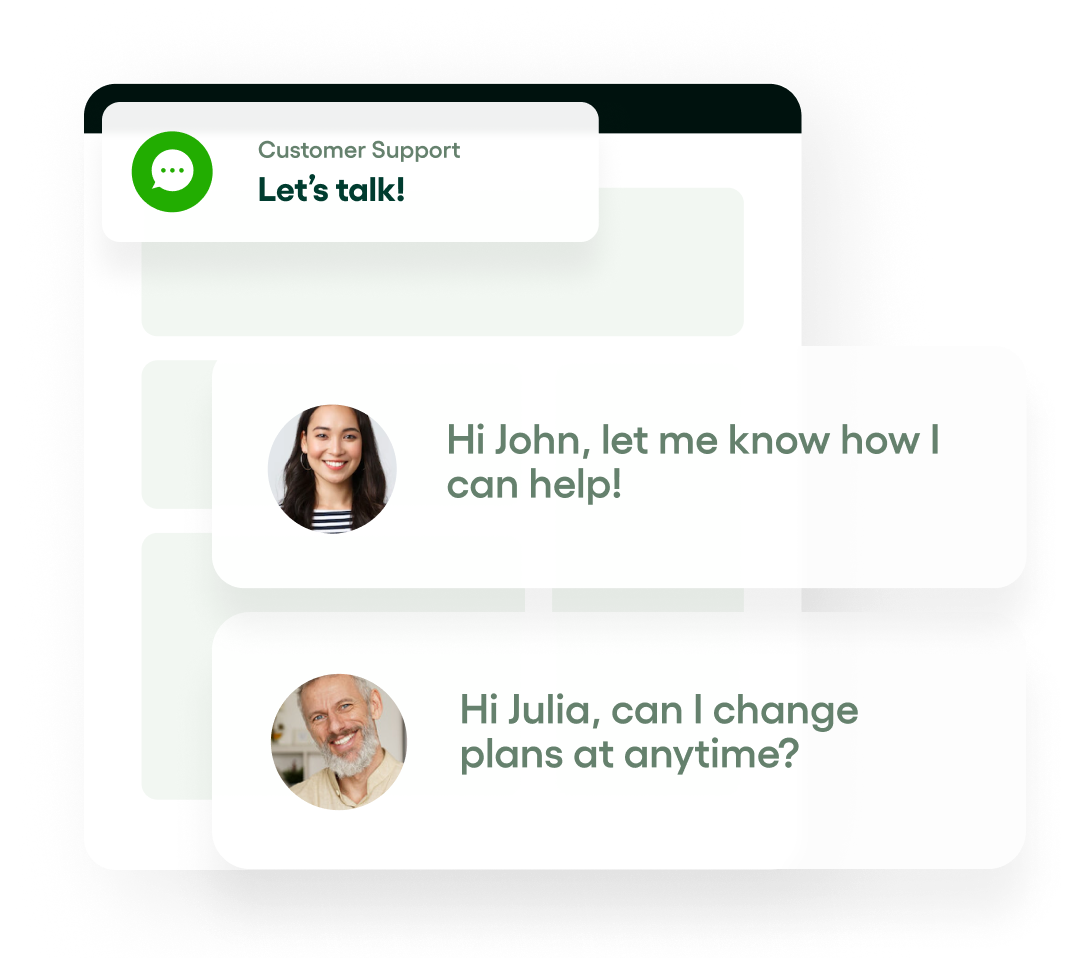 Customer Support
Let’s talk!
Hi John, let me know how I
can help!
Hi Julia, can I change
plans at anytime?